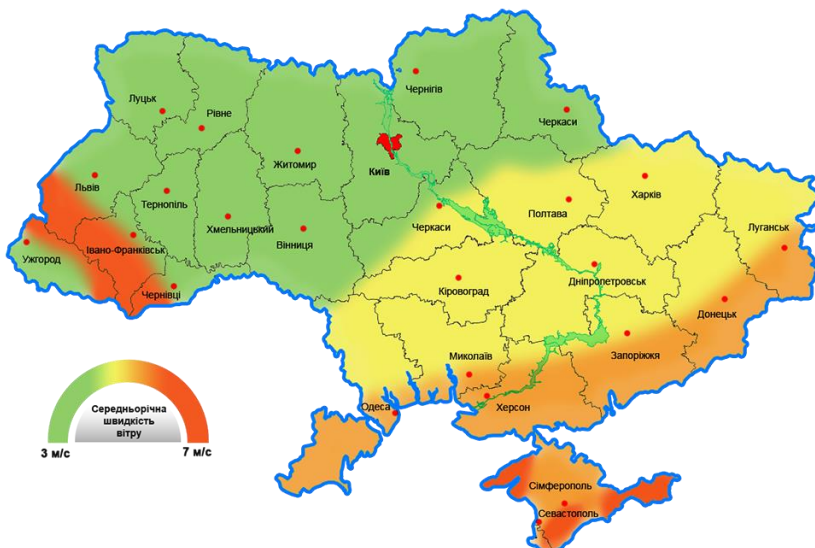 Чернігів
Луцьк
Рівне
Черкаси
Житомир
Київ
Львів
Тернопіль
Харків
Полтава
Хмельницький
Вінниця
Черкаси
Луганськ
Івано-Франківськ
Ужгород
Чернівці
Кіровоград
Дніпропетровськ
Донецьк
Миколаїв
Запоріжжя
Одеса
Херсон
Середньорічна
швидкість
вітру
3 м/с
7 м/с
Сімферополь
Севастополь